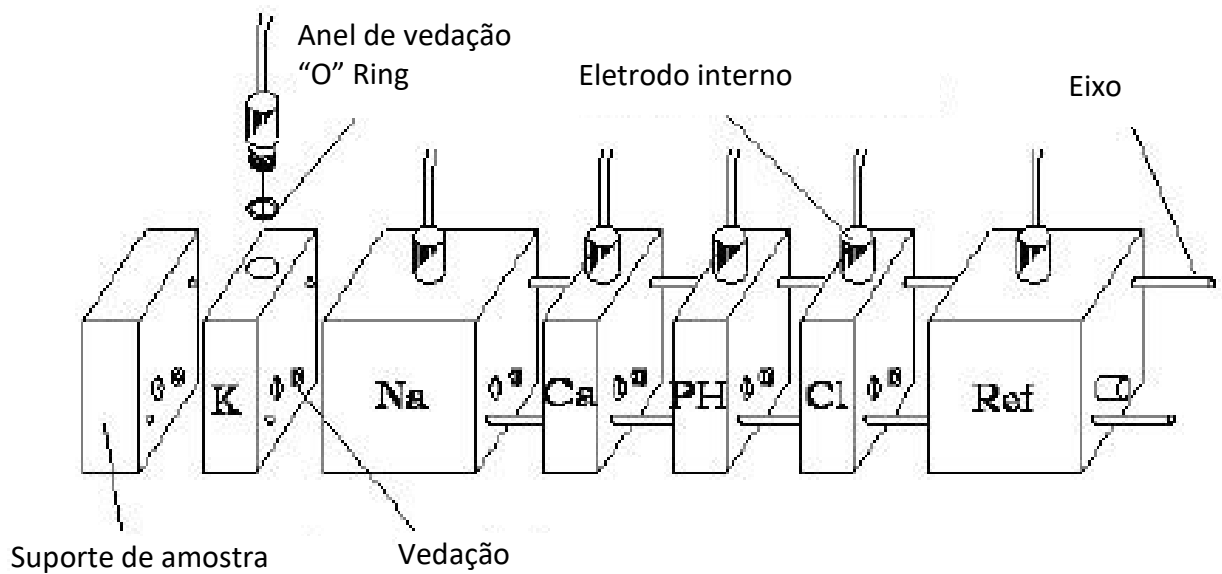 Anel de vedação
“O” Ring
Eletrodo interno
Eixo
K
Na
Ca
PH
Cl
Ref
Suporte de amostra
Vedação